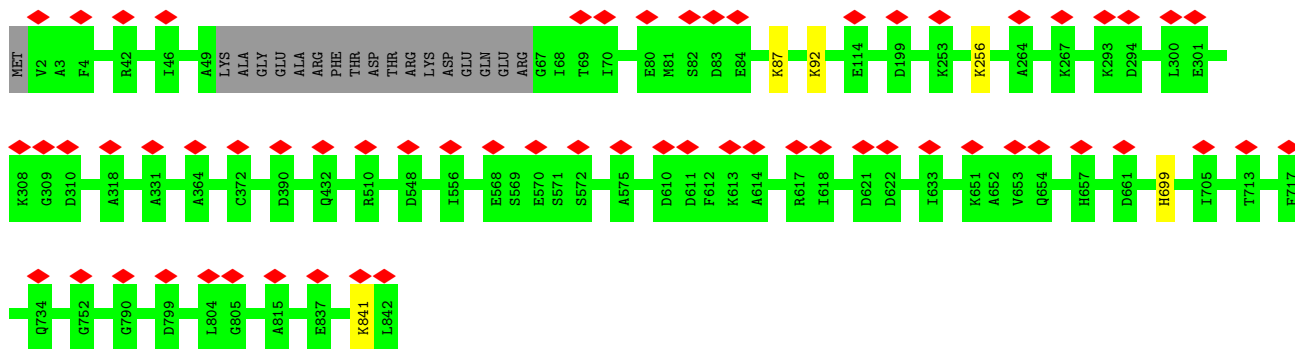 MET V2 A3 F4 R42 I46 A49 LYS ALA GLY GLU ALA ARG PHE THR ASP THR ARG LYS ASP GLU GLN GLU ARG G67 I68 T69 I70 E80 M81 S82 D83 E84 K87 K92 E114 D199 K253 K256 A264 K267 K293 D294 L300 E301
K308 G309 D310 A318 A331 A364 C372 D390 Q432 R510 D548 I556 E568 S569 E570 S571 S572 A575 D610 D611 F612 K613 A614 R617 I618 D621 D622 I633 K651 A652 V653 Q654 H657 D661 H699 I705 T713 E717
Q734 G752 G790 D799 L804 G805 A815 E837 K841 L842